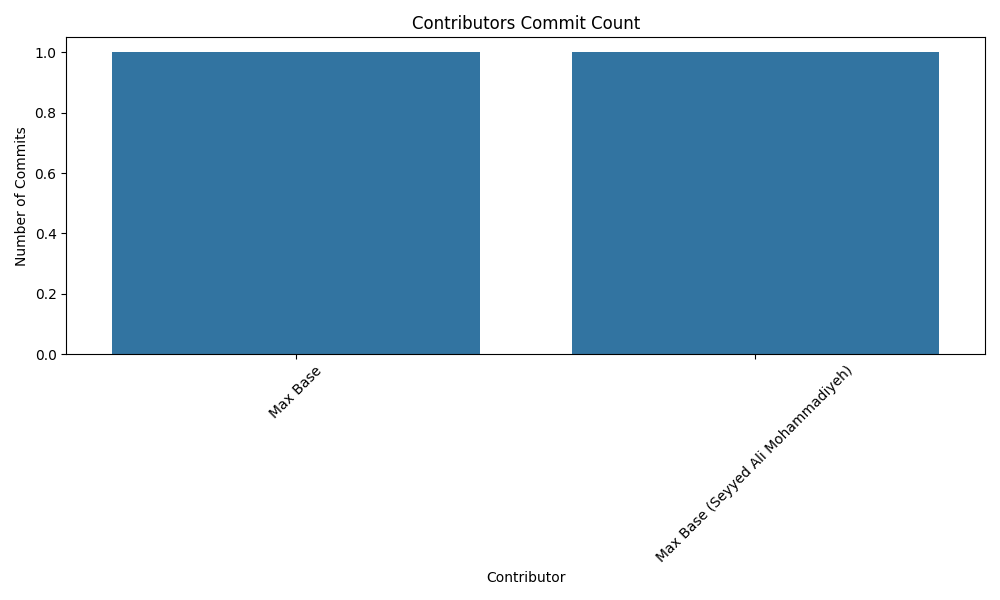 Contributors Commit Count
Number of Commits
1.0
0.8
0.6
0.4
0.2
0.0
Max Base
Max Base (Seyyed Ali Mohammadiyeh)
Contributor